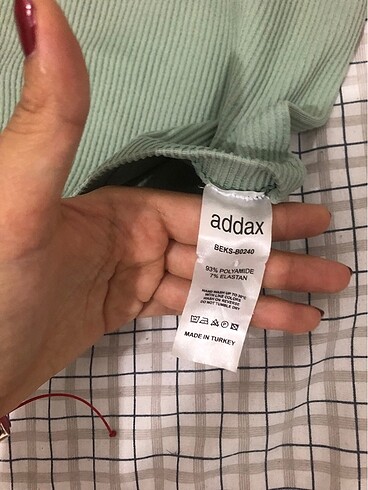 addax
BEKS-B0240
93% POLYAMIDE
7% ELASTAN
HAND WASH UP TO 30°C
WITH LIKE COLORS
WASH ON REVERSE
DO NOT TUMBLE DRY
MADE IN TURKEY